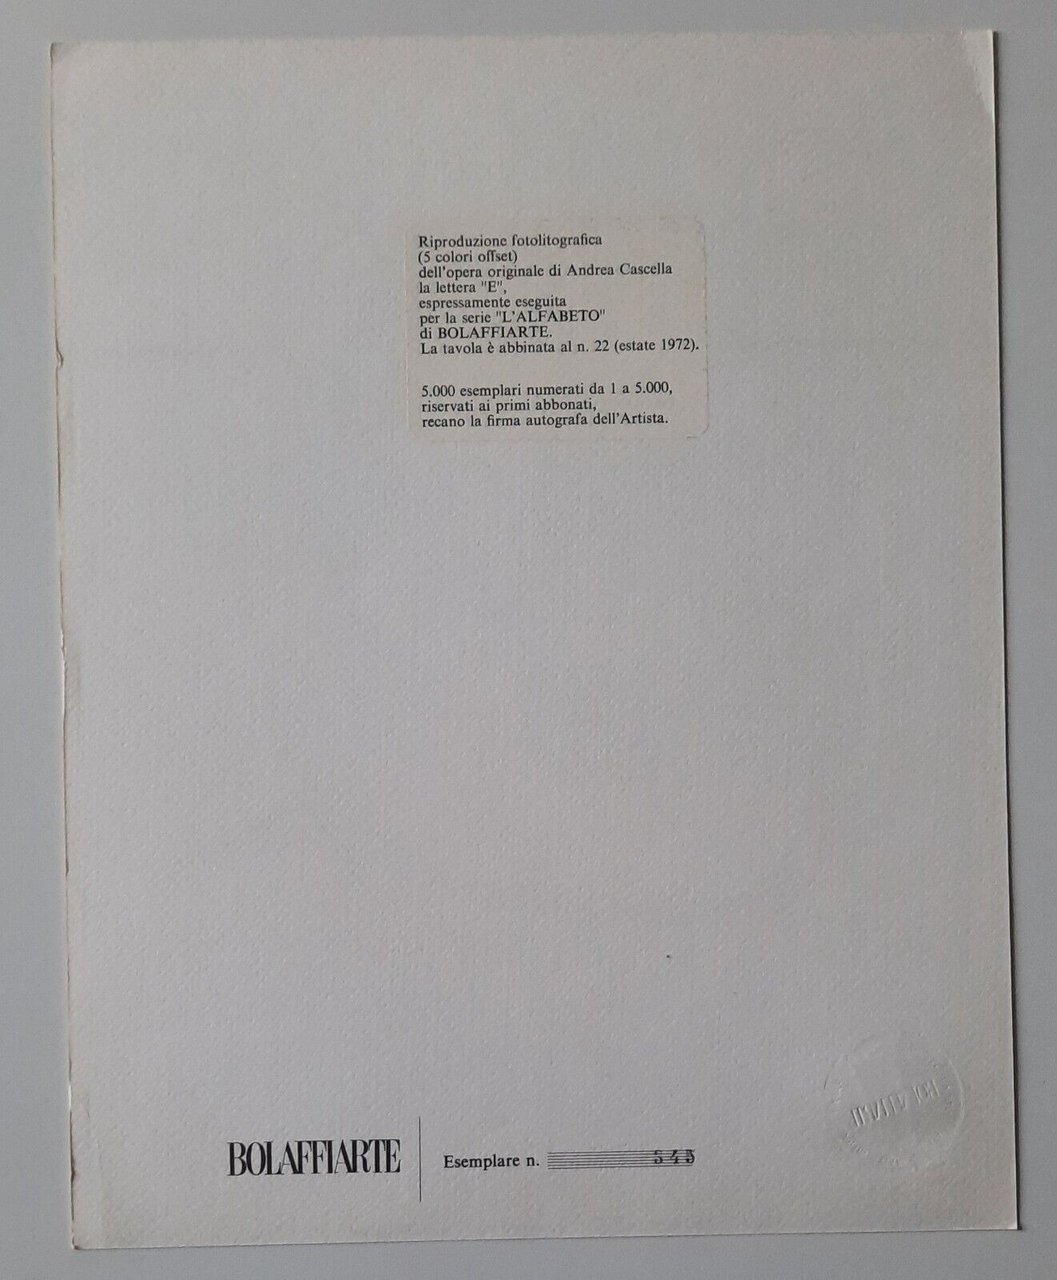 Riproduzione fotolitografica
(5 colori offset)
dell'opera originale di Andrea Cascella
la lettera "E",
espressamente eseguita
per la serie "L'ALFABETO"
di BOLAFFIARTE.
La tavola è abbinata al n. 22 (estate 1972).
5.000 esemplari numerati da 1 a 5.000,
riservati ai primi abbonati,
recano la firma autografa dell'Artista.
BOLAFFIARTE
Esemplare n.